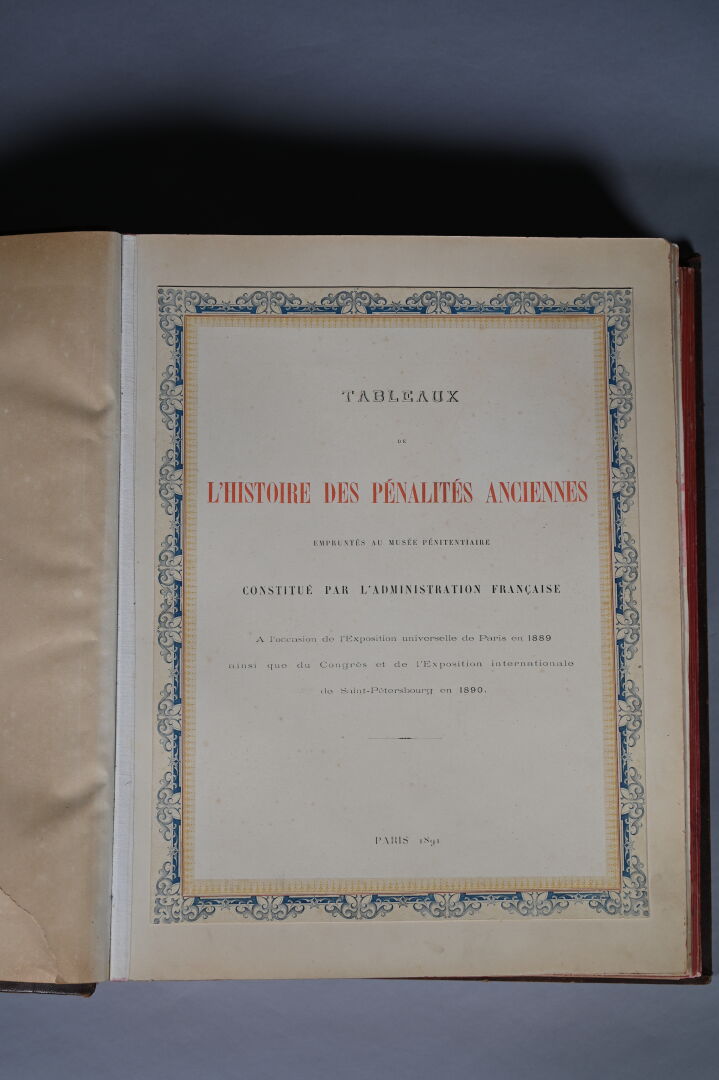 TABLEAUX
DE
L'HISTOIRE DES PÉNALITÉS ANCIENNES
EMPRUNTÉS AU MUSÉE PÉNITENTIAIRE
CONSTITUÉ PAR L'ADMINISTRATION FRANÇAISE
A l'occasion de l'Exposition universelle de Paris en 1889
ainsi que du Congrès et de l'Exposition internationale
de Saint-Pétersbourg en 1890.
PARIS 1891